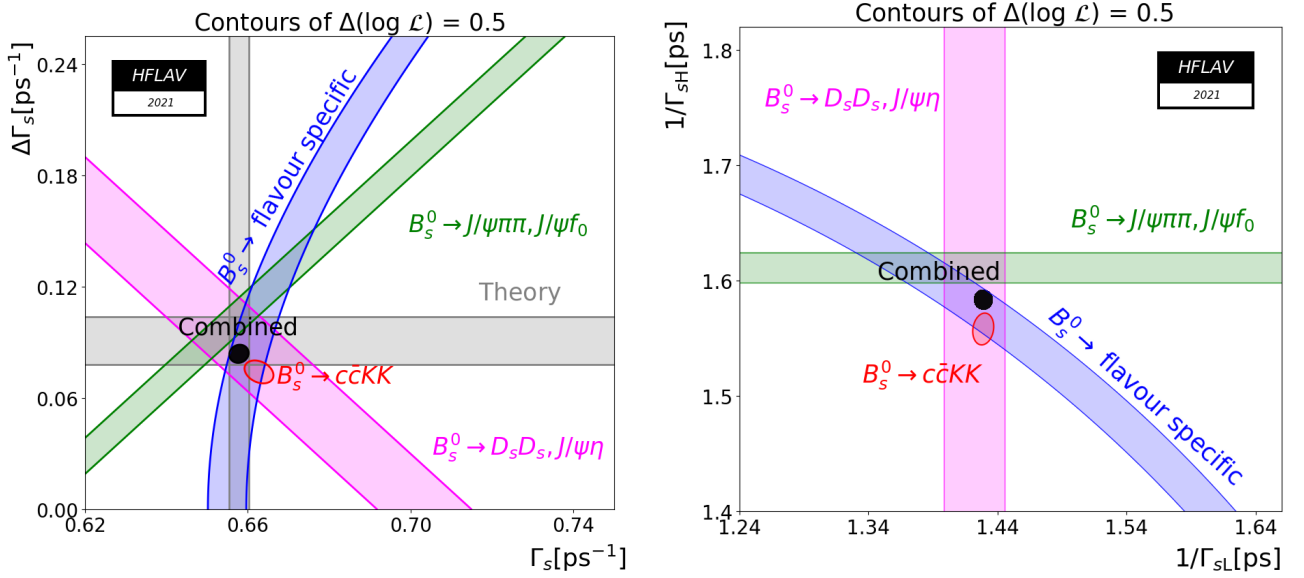 Contours of Δ(log ℒ) = 0.5
ΔΓₛ[ps⁻¹]
0.24
0.18
0.12
0.06
0.00
HFLAV
2021
B⁰ₛ → flavour specific
B⁰ₛ → J/ψππ, J/ψf₀
Theory
Combined
B⁰ₛ → cc̄KK
B⁰ₛ → DₛDₛ, J/ψη
0.62
0.66
0.70
0.74
Γₛ[ps⁻¹]
Contours of Δ(log ℒ) = 0.5
1/ΓsH[ps]
1.8
1.7
1.6
1.5
1.4
HFLAV
2021
B⁰ₛ → DₛDₛ, J/ψη
B⁰ₛ → J/ψππ, J/ψf₀
Combined
B⁰ₛ → flavour specific
B⁰ₛ → cc̄KK
1.24
1.34
1.44
1.54
1.64
1/ΓsL[ps]